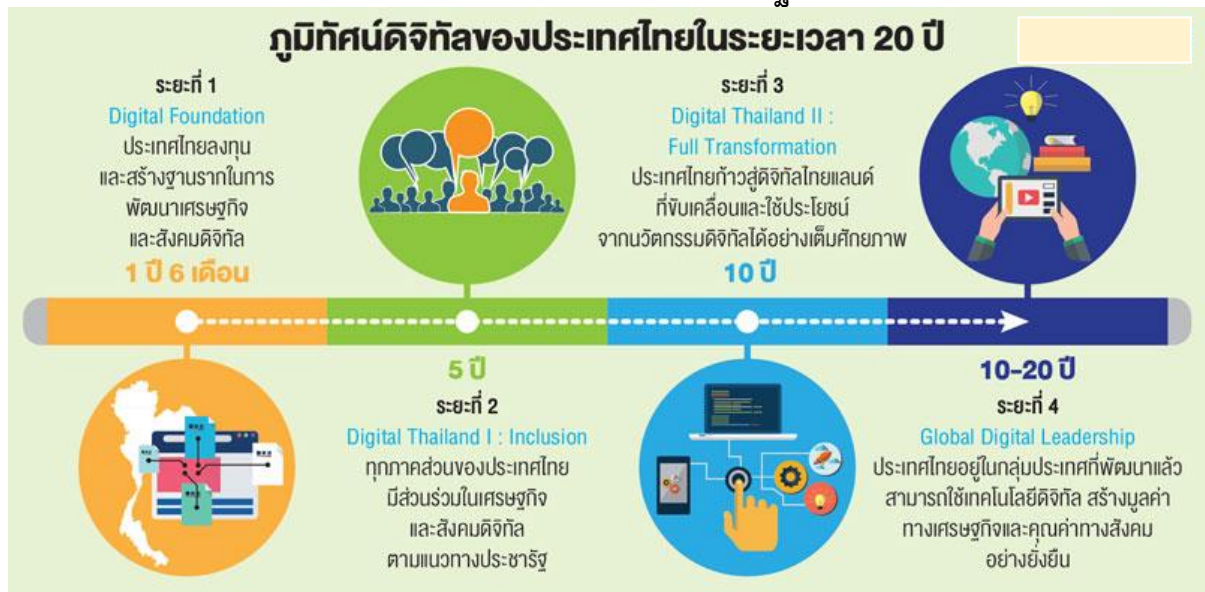 ภูมิทัศน์ดิจิทัลของประเทศไทยในระยะเวลา 20 ปี
ระยะที่ 1
Digital Foundation
ประเทศไทยลงทุน
และสร้างฐานรากในการ
พัฒนาเศรษฐกิจ
และสังคมดิจิทัล
1 ปี 6 เดือน
5 ปี
ระยะที่ 2
Digital Thailand I : Inclusion
ทุกภาคส่วนของประเทศไทย
มีส่วนร่วมในเศรษฐกิจ
และสังคมดิจิทัล
ตามแนวทางประชารัฐ
ระยะที่ 3
Digital Thailand II :
Full Transformation
ประเทศไทยก้าวสู่ดิจิทัลไทยแลนด์
ที่ขับเคลื่อนและใช้ประโยชน์
จากนวัตกรรมดิจิทัลได้อย่างเต็มศักยภาพ
10 ปี
10-20 ปี
ระยะที่ 4
Global Digital Leadership
ประเทศไทยอยู่ในกลุ่มประเทศที่พัฒนาแล้ว
สามารถใช้เทคโนโลยีดิจิทัล สร้างมูลค่า
ทางเศรษฐกิจและคุณค่าทางสังคม
อย่างยั่งยืน